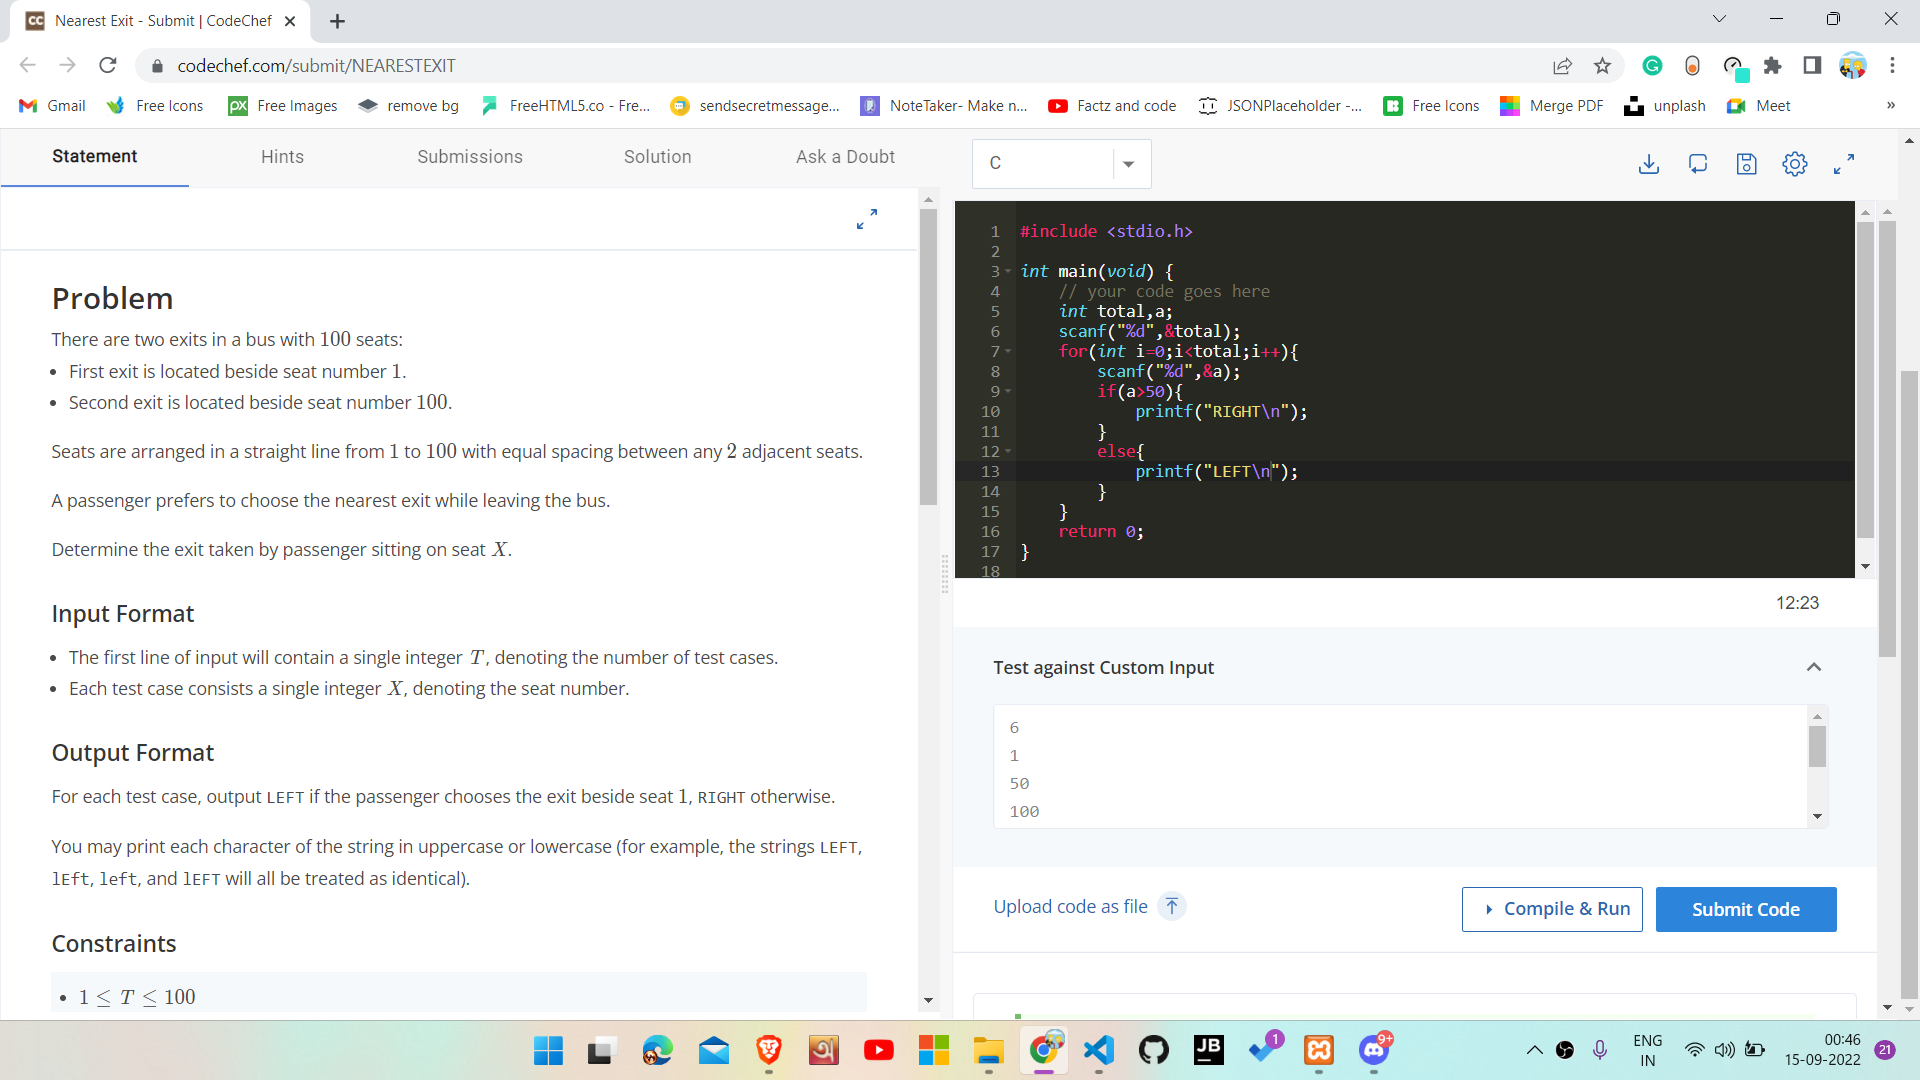 Nearest Exit - Submit | CodeChef
codechef.com/submit/NEARESTEXIT
Gmail
Free Icons
Free Images
remove bg
FreeHTML5.co - Fre...
sendsecretmessage...
NoteTaker- Make n...
Factz and code
JSONPlaceholder -...
Free Icons
Merge PDF
unplash
Meet
»
Statement
Hints
Submissions
Solution
Ask a Doubt
Problem
There are two exits in a bus with 100 seats:
• First exit is located beside seat number 1.
• Second exit is located beside seat number 100.
Seats are arranged in a straight line from 1 to 100 with equal spacing between any 2 adjacent seats.
A passenger prefers to choose the nearest exit while leaving the bus.
Determine the exit taken by passenger sitting on seat X.
Input Format
• The first line of input will contain a single integer T, denoting the number of test cases.
• Each test case consists a single integer X, denoting the seat number.
Output Format
For each test case, output LEFT if the passenger chooses the exit beside seat 1, RIGHT otherwise.
You may print each character of the string in uppercase or lowercase (for example, the strings LEFT,
lEft, left, and lEFT will all be treated as identical).
Constraints
• 1 ≤ T ≤ 100
C
1 #include <stdio.h>
2
3 int main(void) {
4 // your code goes here
5 int total,a;
6 scanf("%d",&total);
7 for(int i=0;i<total;i++){
8 scanf("%d",&a);
9 if(a>50){
10 printf("RIGHT\n");
11 }
12 else{
13 printf("LEFT\n");
14 }
15 }
16 return 0;
17 }
18
12:23
Test against Custom Input
6
1
50
100
Upload code as file
Compile & Run
Submit Code
JB
1
9+
ENG
IN
00:46
15-09-2022
21